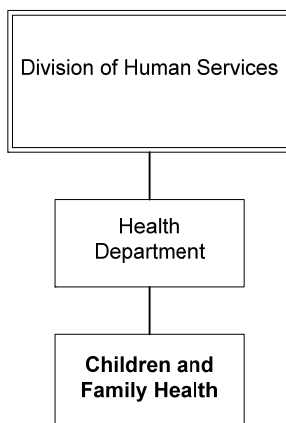 Division of Human Services
Health
Department
Children and
Family Health